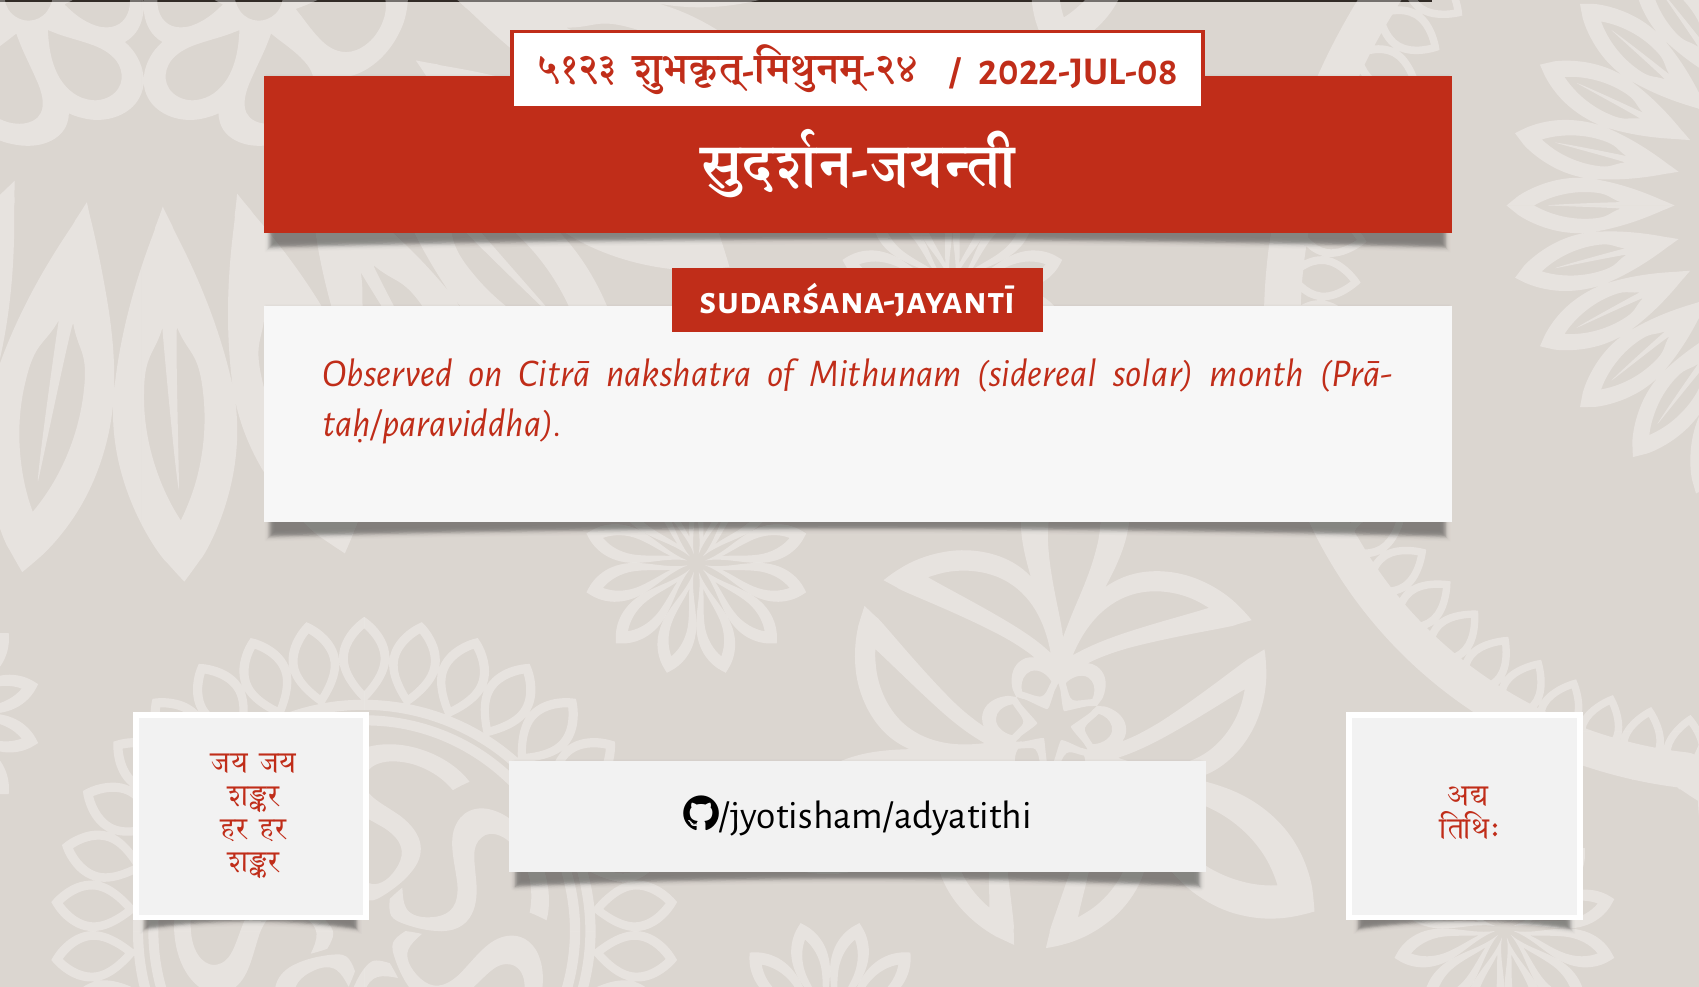 ५१२३ शुभकृत्-मिथुनम्-२४ / 2022-JUL-08
सुदर्शन-जयन्ती
SUDARŚANA-JAYANTĪ
Observed on Citrā nakshatra of Mithunam (sidereal solar) month (Prā-
taḥ/paraviddha).
जय जय
शङ्कर
हर हर
शङ्कर
/jyotisham/adyatithi
अद्य
तिथिः